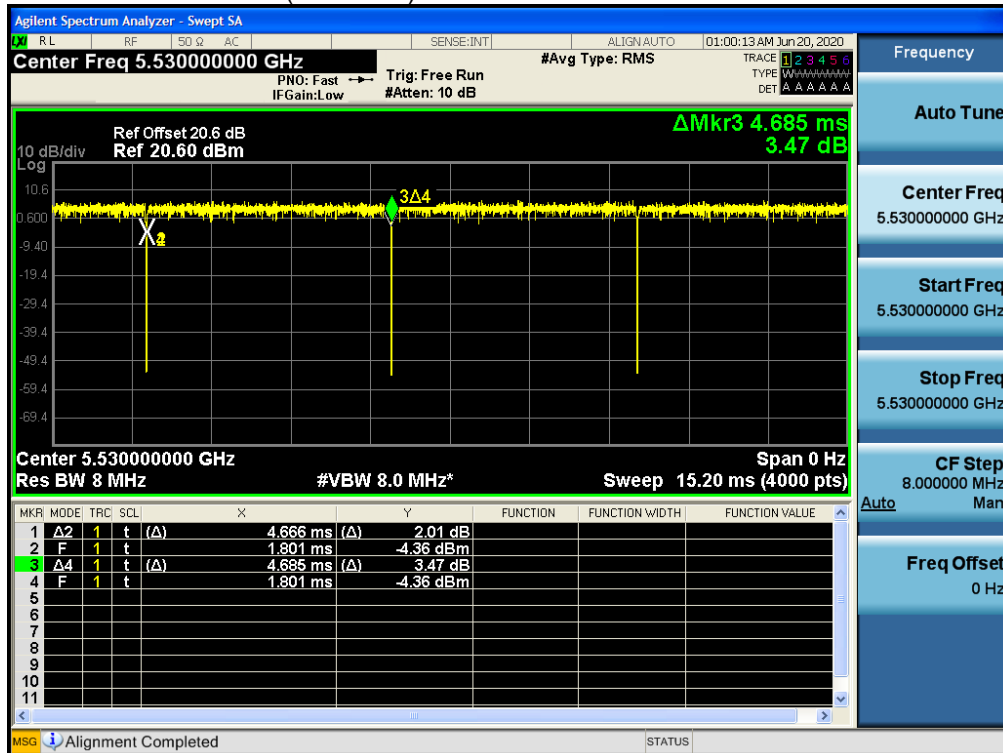 Agilent Spectrum Analyzer - Swept SA
LXI RL RF 50 Ω AC SENSE:INT ALIGN AUTO 01:00:13 AM Jun 20, 2020
Center Freq 5.530000000 GHz #Avg Type: RMS TRACE 1 2 3 4 5 6
PNO: Fast Trig: Free Run TYPE WWWWWW
IFGain:Low #Atten: 10 dB DET A A A A A A
Ref Offset 20.6 dB ΔMkr3 4.685 ms
10 dB/div Ref 20.60 dBm 3.47 dB
Log
10.6
0.600
-9.40
-19.4
-29.4
-39.4
-49.4
-59.4
-69.4
3Δ4
Center 5.530000000 GHz Span 0 Hz
Res BW 8 MHz #VBW 8.0 MHz* Sweep 15.20 ms (4000 pts)
MKR MODE TRC SCL X Y FUNCTION FUNCTION WIDTH FUNCTION VALUE
1 Δ2 1 t (Δ) 4.666 ms (Δ) 2.01 dB
2 F 1 t 1.801 ms -4.36 dBm
3 Δ4 1 t (Δ) 4.685 ms (Δ) 3.47 dB
4 F 1 t 1.801 ms -4.36 dBm
5
6
7
8
9
10
11
MSG Alignment Completed STATUS
Frequency
Auto Tune
Center Freq
5.530000000 GHz
Start Freq
5.530000000 GHz
Stop Freq
5.530000000 GHz
CF Step
8.000000 MHz
Auto Man
Freq Offset
0 Hz